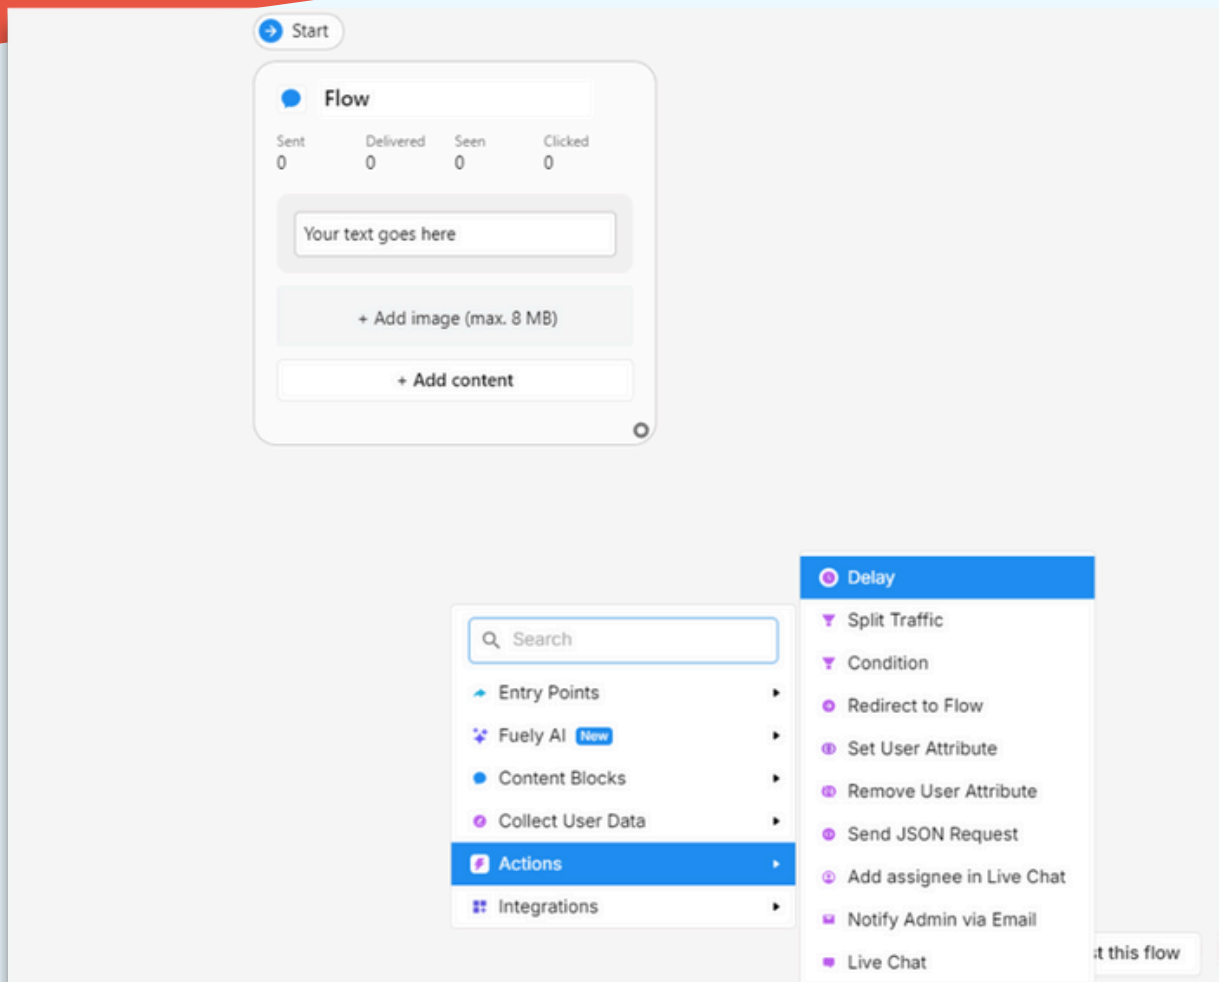 Start
Flow
Sent Delivered Seen Clicked
0 0 0 0
Your text goes here
+ Add image (max. 8 MB)
+ Add content
Search
Entry Points
Fuely AI New
Content Blocks
Collect User Data
Actions
Integrations
Delay
Split Traffic
Condition
Redirect to Flow
Set User Attribute
Remove User Attribute
Send JSON Request
Add assignee in Live Chat
Notify Admin via Email
Live Chat
this flow